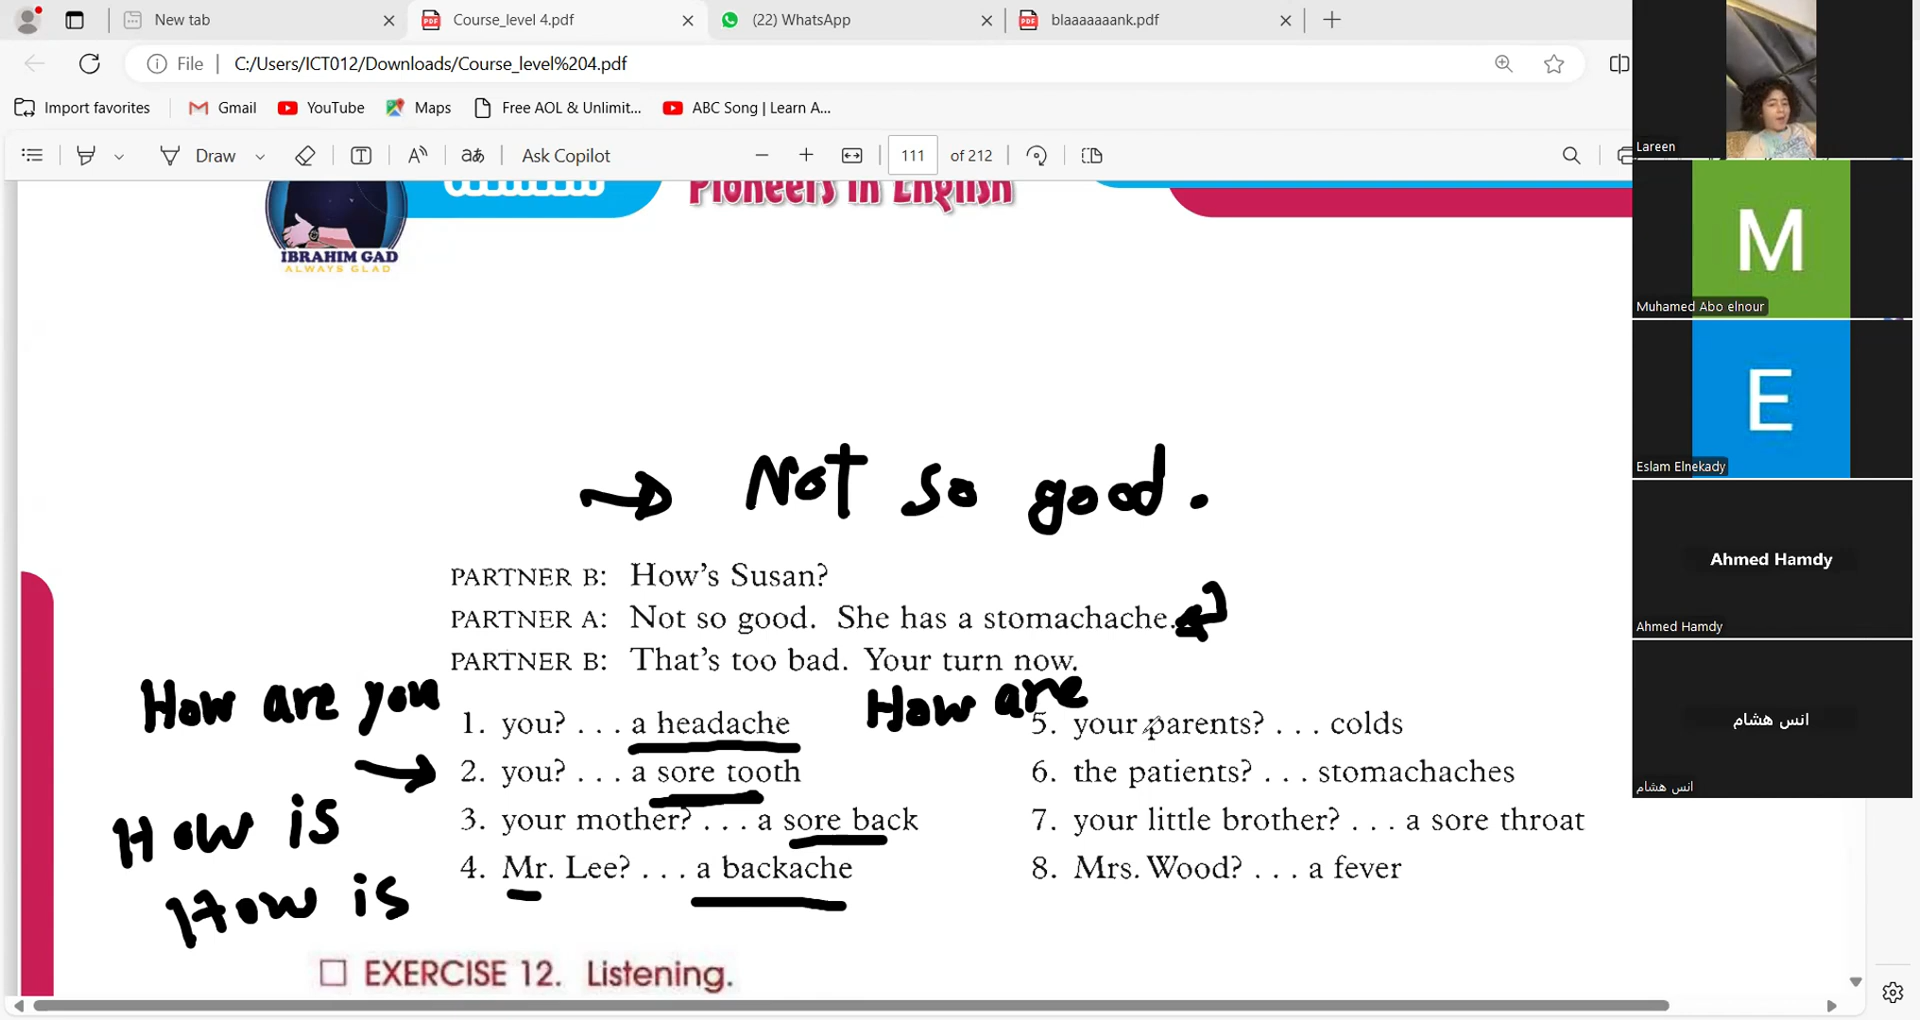 New tab
Course_level 4.pdf
(22) WhatsApp
blaaaaaaank.pdf
File
C:/Users/ICT012/Downloads/Course_level%204.pdf
Import favorites
Gmail
YouTube
Maps
Free AOL & Unlimit...
ABC Song | Learn A...
Draw
Ask Copilot
111
of 212
Pioneers in English
IBRAHIM GAD
ALWAYS GLAD
Not so good.
PARTNER B: How's Susan?
PARTNER A: Not so good. She has a stomachache.
PARTNER B: That's too bad. Your turn now.
How are you
How are
1. you? . . . a headache
5. your parents? . . . colds
2. you? . . . a sore tooth
6. the patients? . . . stomachaches
How is
3. your mother? . . . a sore back
7. your little brother? . . . a sore throat
4. Mr. Lee? . . . a backache
8. Mrs. Wood? . . . a fever
How is
EXERCISE 12. Listening.
Lareen
M
Muhamed Abo elnour
E
Eslam Elnekady
Ahmed Hamdy
Ahmed Hamdy
انس هشام
انس هشام